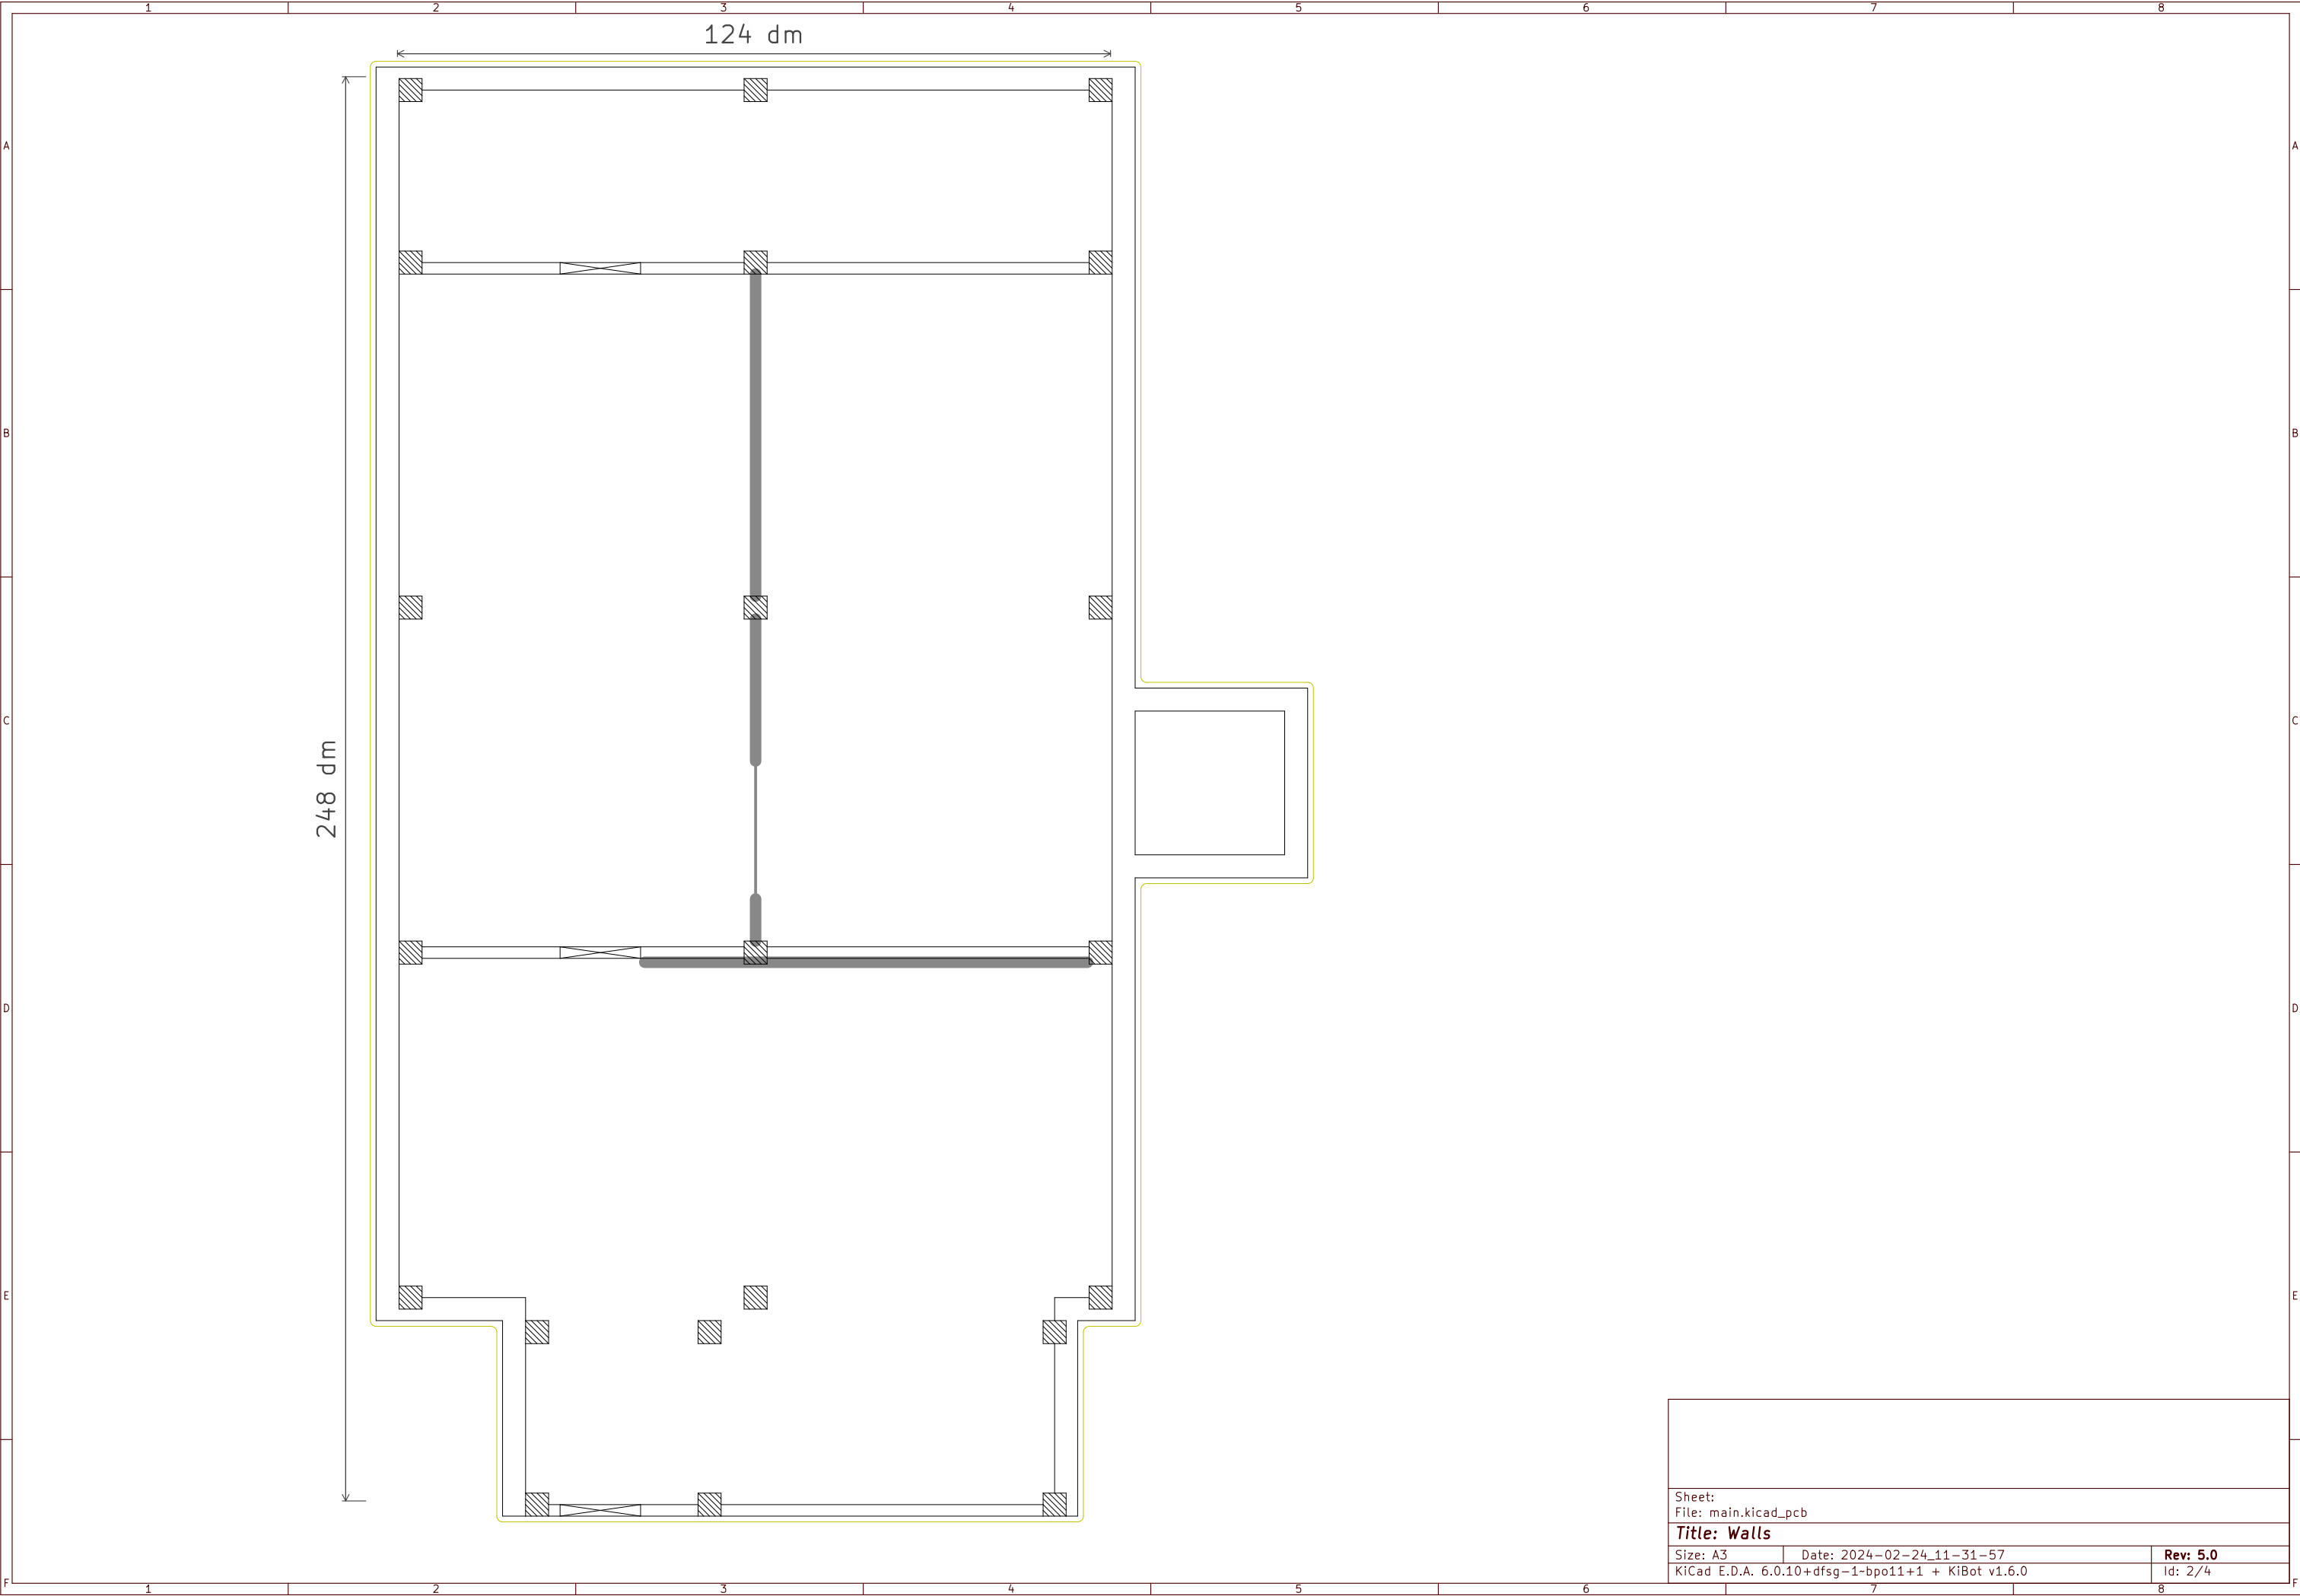 1 2 3 4 5 6 7 8
124 dm
A A
B B
248 dm
C C
D D
E E
Sheet:
File: main.kicad_pcb
Title: Walls
Size: A3 Date: 2024-02-24_11-31-57 Rev: 5.0
KiCad E.D.A. 6.0.10+dfsg-1~bpo11+1 + KiBot v1.6.0 Id: 2/4
F F
1 2 3 4 5 6 7 8